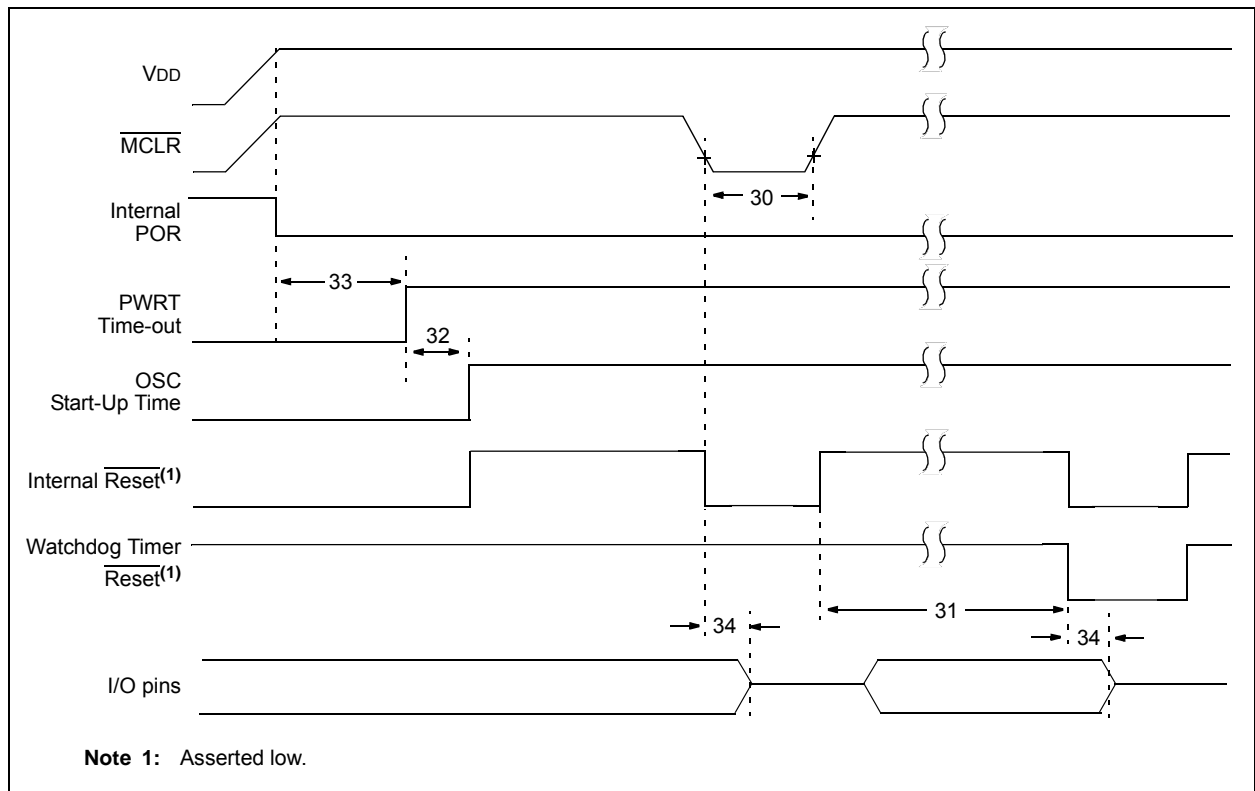 VDD
MCLR
30
Internal
POR
33
PWRT
Time-out
32
OSC
Start-Up Time
Internal Reset(1)
Watchdog Timer
Reset(1)
31
34
34
I/O pins
Note 1: Asserted low.